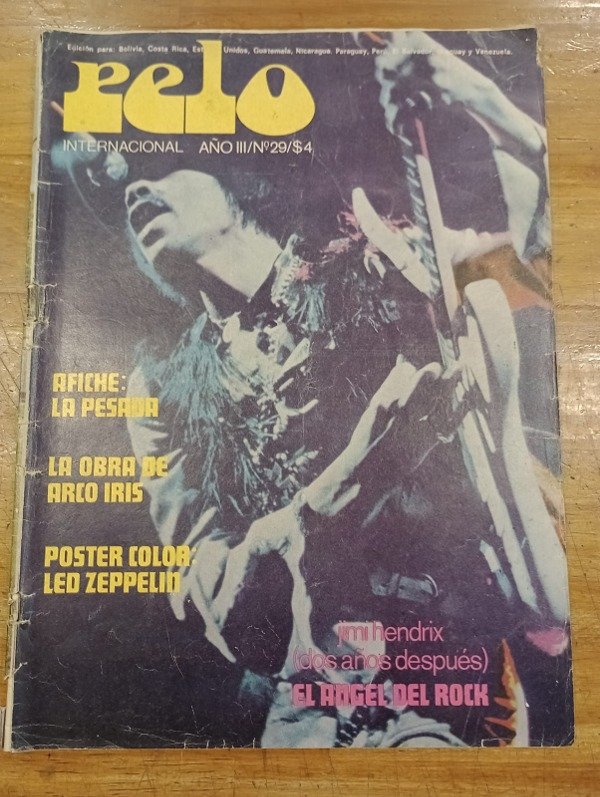 Edición para: Bolivia, Costa Rica, Estados Unidos, Guatemala, Nicaragua, Paraguay, Perú, El Salvador, Uruguay y Venezuela.
pelo
INTERNACIONAL AÑO III/Nº29/$4
AFICHE:
LA PESADA
LA OBRA DE
ARCO IRIS
POSTER COLOR:
LED ZEPPELIN
jimi hendrix
(dos años después)
EL ANGEL DEL ROCK